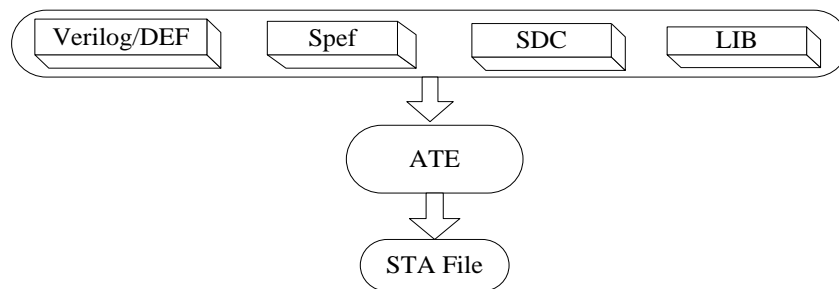 Verilog/DEF
Spef
SDC
LIB
ATE
STA File